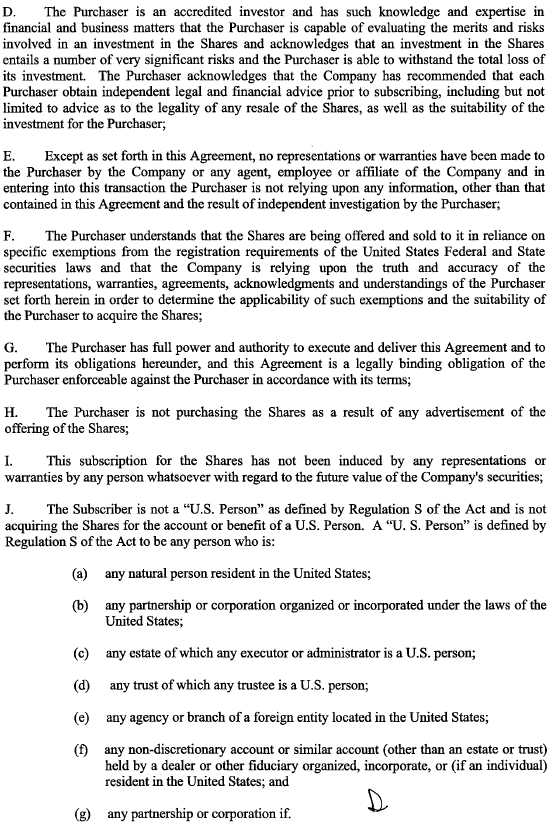 D. The Purchaser is an accredited investor and has such knowledge and expertise in
financial and business matters that the Purchaser is capable of evaluating the merits and risks
involved in an investment in the Shares and acknowledges that an investment in the Shares
entails a number of very significant risks and the Purchaser is able to withstand the total loss of
its investment. The Purchaser acknowledges that the Company has recommended that each
Purchaser obtain independent legal and financial advice prior to subscribing, including but not
limited to advice as to the legality of any resale of the Shares, as well as the suitability of the
investment for the Purchaser;
E. Except as set forth in this Agreement, no representations or warranties have been made to
the Purchaser by the Company or any agent, employee or affiliate of the Company and in
entering into this transaction the Purchaser is not relying upon any information, other than that
contained in this Agreement and the result of independent investigation by the Purchaser;
F. The Purchaser understands that the Shares are being offered and sold to it in reliance on
specific exemptions from the registration requirements of the United States Federal and State
securities laws and that the Company is relying upon the truth and accuracy of the
representations, warranties, agreements, acknowledgments and understandings of the Purchaser
set forth herein in order to determine the applicability of such exemptions and the suitability of
the Purchaser to acquire the Shares;
G. The Purchaser has full power and authority to execute and deliver this Agreement and to
perform its obligations hereunder, and this Agreement is a legally binding obligation of the
Purchaser enforceable against the Purchaser in accordance with its terms;
H. The Purchaser is not purchasing the Shares as a result of any advertisement of the
offering of the Shares;
I. This subscription for the Shares has not been induced by any representations or
warranties by any person whatsoever with regard to the future value of the Company's securities;
J. The Subscriber is not a “U.S. Person” as defined by Regulation S of the Act and is not
acquiring the Shares for the account or benefit of a U.S. Person. A “U. S. Person” is defined by
Regulation S of the Act to be any person who is:
(a) any natural person resident in the United States;
(b) any partnership or corporation organized or incorporated under the laws of the
United States;
(c) any estate of which any executor or administrator is a U.S. person;
(d) any trust of which any trustee is a U.S. person;
(e) any agency or branch of a foreign entity located in the United States;
(f) any non-discretionary account or similar account (other than an estate or trust)
held by a dealer or other fiduciary organized, incorporate, or (if an individual)
resident in the United States; and
(g) any partnership or corporation if.